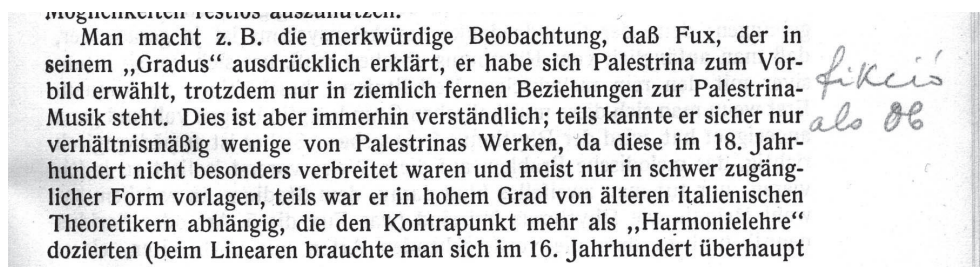 Möglichkeiten restlos auszunutzen.
Man macht z. B. die merkwürdige Beobachtung, daß Fux, der in
seinem „Gradus“ ausdrücklich erklärt, er habe sich Palestrina zum Vor-
bild erwählt, trotzdem nur in ziemlich fernen Beziehungen zur Palestrina-
Musik steht. Dies ist aber immerhin verständlich; teils kannte er sicher nur
verhältnismäßig wenige von Palestrinas Werken, da diese im 18. Jahr-
hundert nicht besonders verbreitet waren und meist nur in schwer zugäng-
licher Form vorlagen, teils war er in hohem Grad von älteren italienischen
Theoretikern abhängig, die den Kontrapunkt mehr als „Harmonielehre“
dozierten (beim Linearen brauchte man sich im 16. Jahrhundert überhaupt
fikció
als Ob